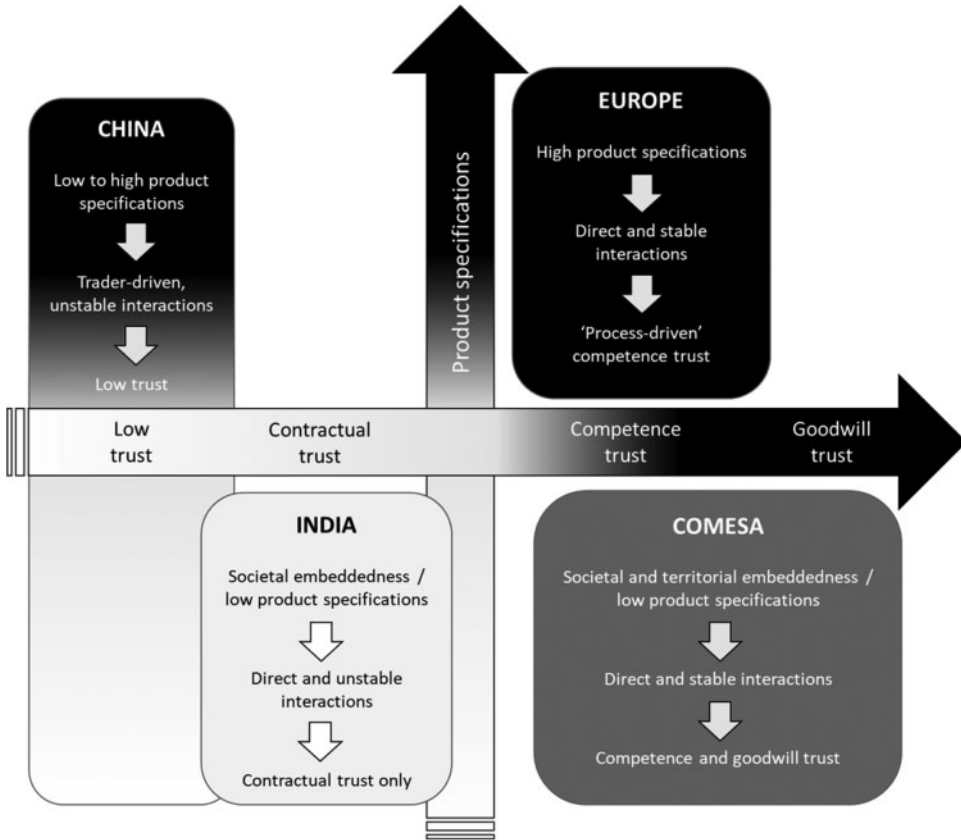 CHINA
Low to high product
specifications
Trader-driven,
unstable interactions
Low trust
Product specifications
EUROPE
High product specifications
Direct and stable
interactions
‘Process-driven’
competence trust
Low
trust
Contractual
trust
Competence
trust
Goodwill
trust
INDIA
Societal embeddedness /
low product specifications
Direct and unstable
interactions
Contractual trust only
COMESA
Societal and territorial embeddedness /
low product specifications
Direct and stable interactions
Competence and goodwill trust